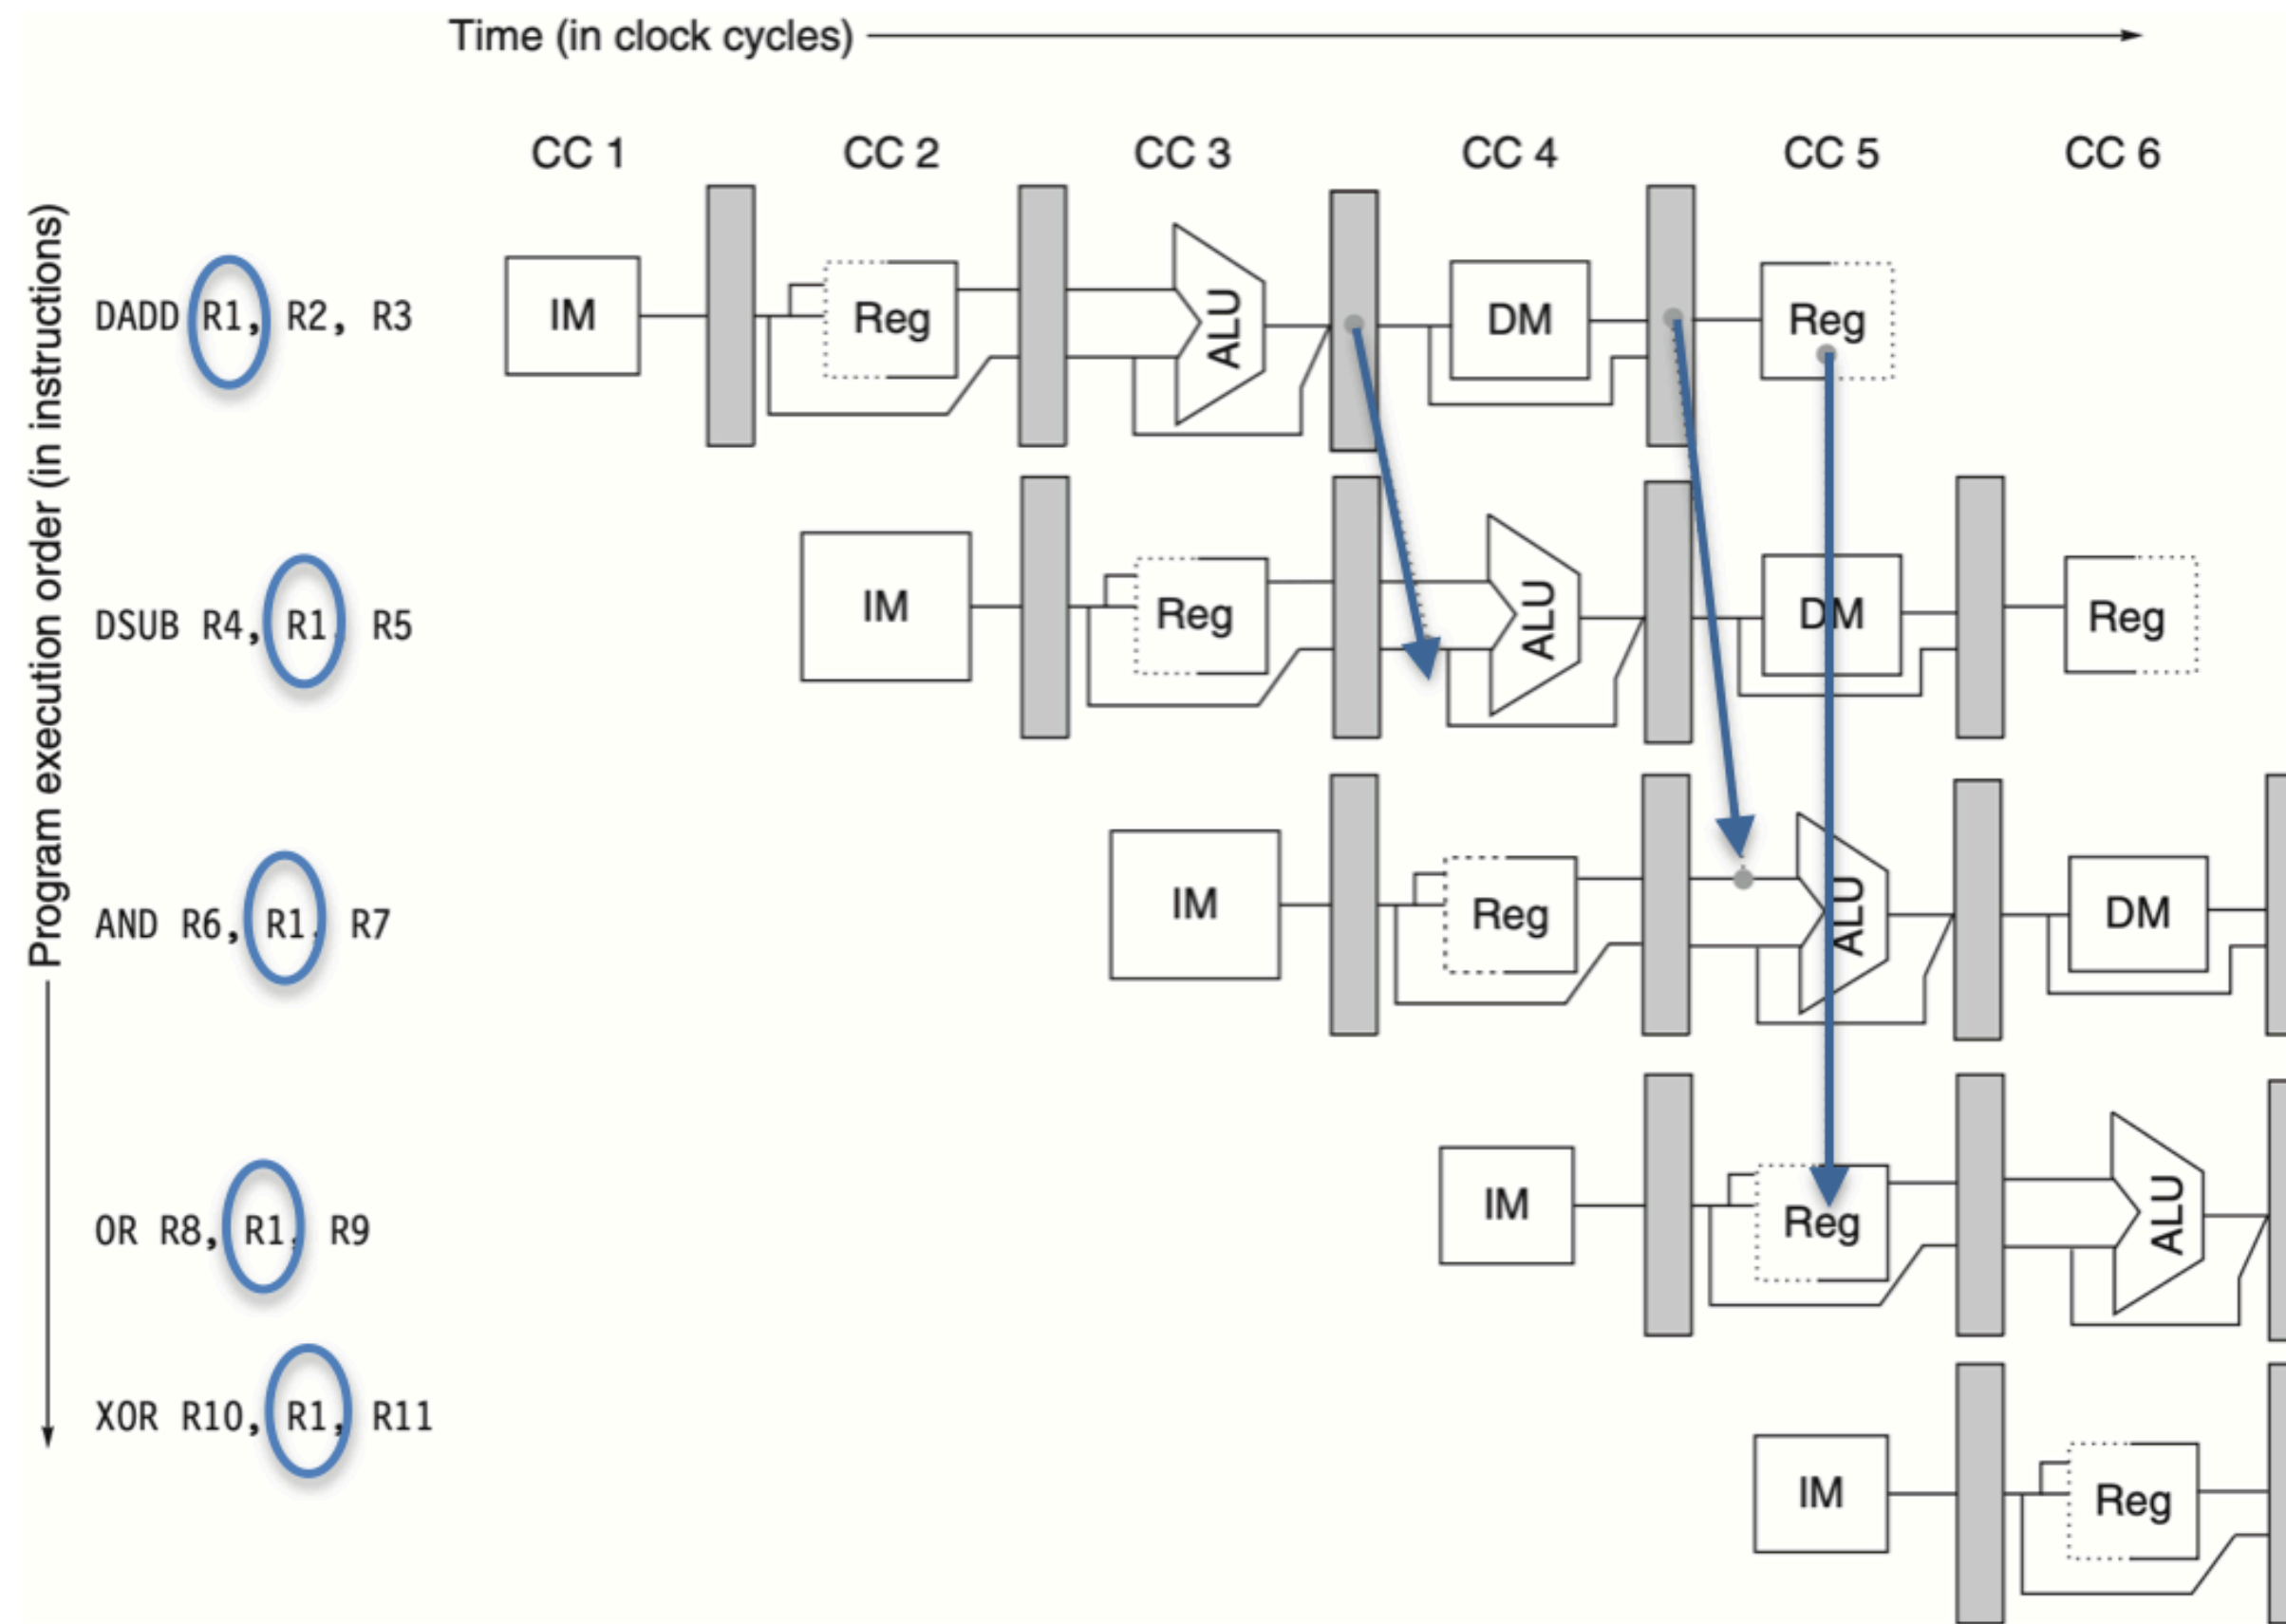 Time (in clock cycles)
CC 1 CC 2 CC 3 CC 4 CC 5 CC 6
Program execution order (in instructions)
DADD R1, R2, R3
IM Reg ALU DM Reg
DSUB R4, R1, R5
IM Reg ALU DM Reg
AND R6, R1, R7
IM Reg ALU DM
OR R8, R1, R9
IM Reg ALU
XOR R10, R1, R11
IM Reg